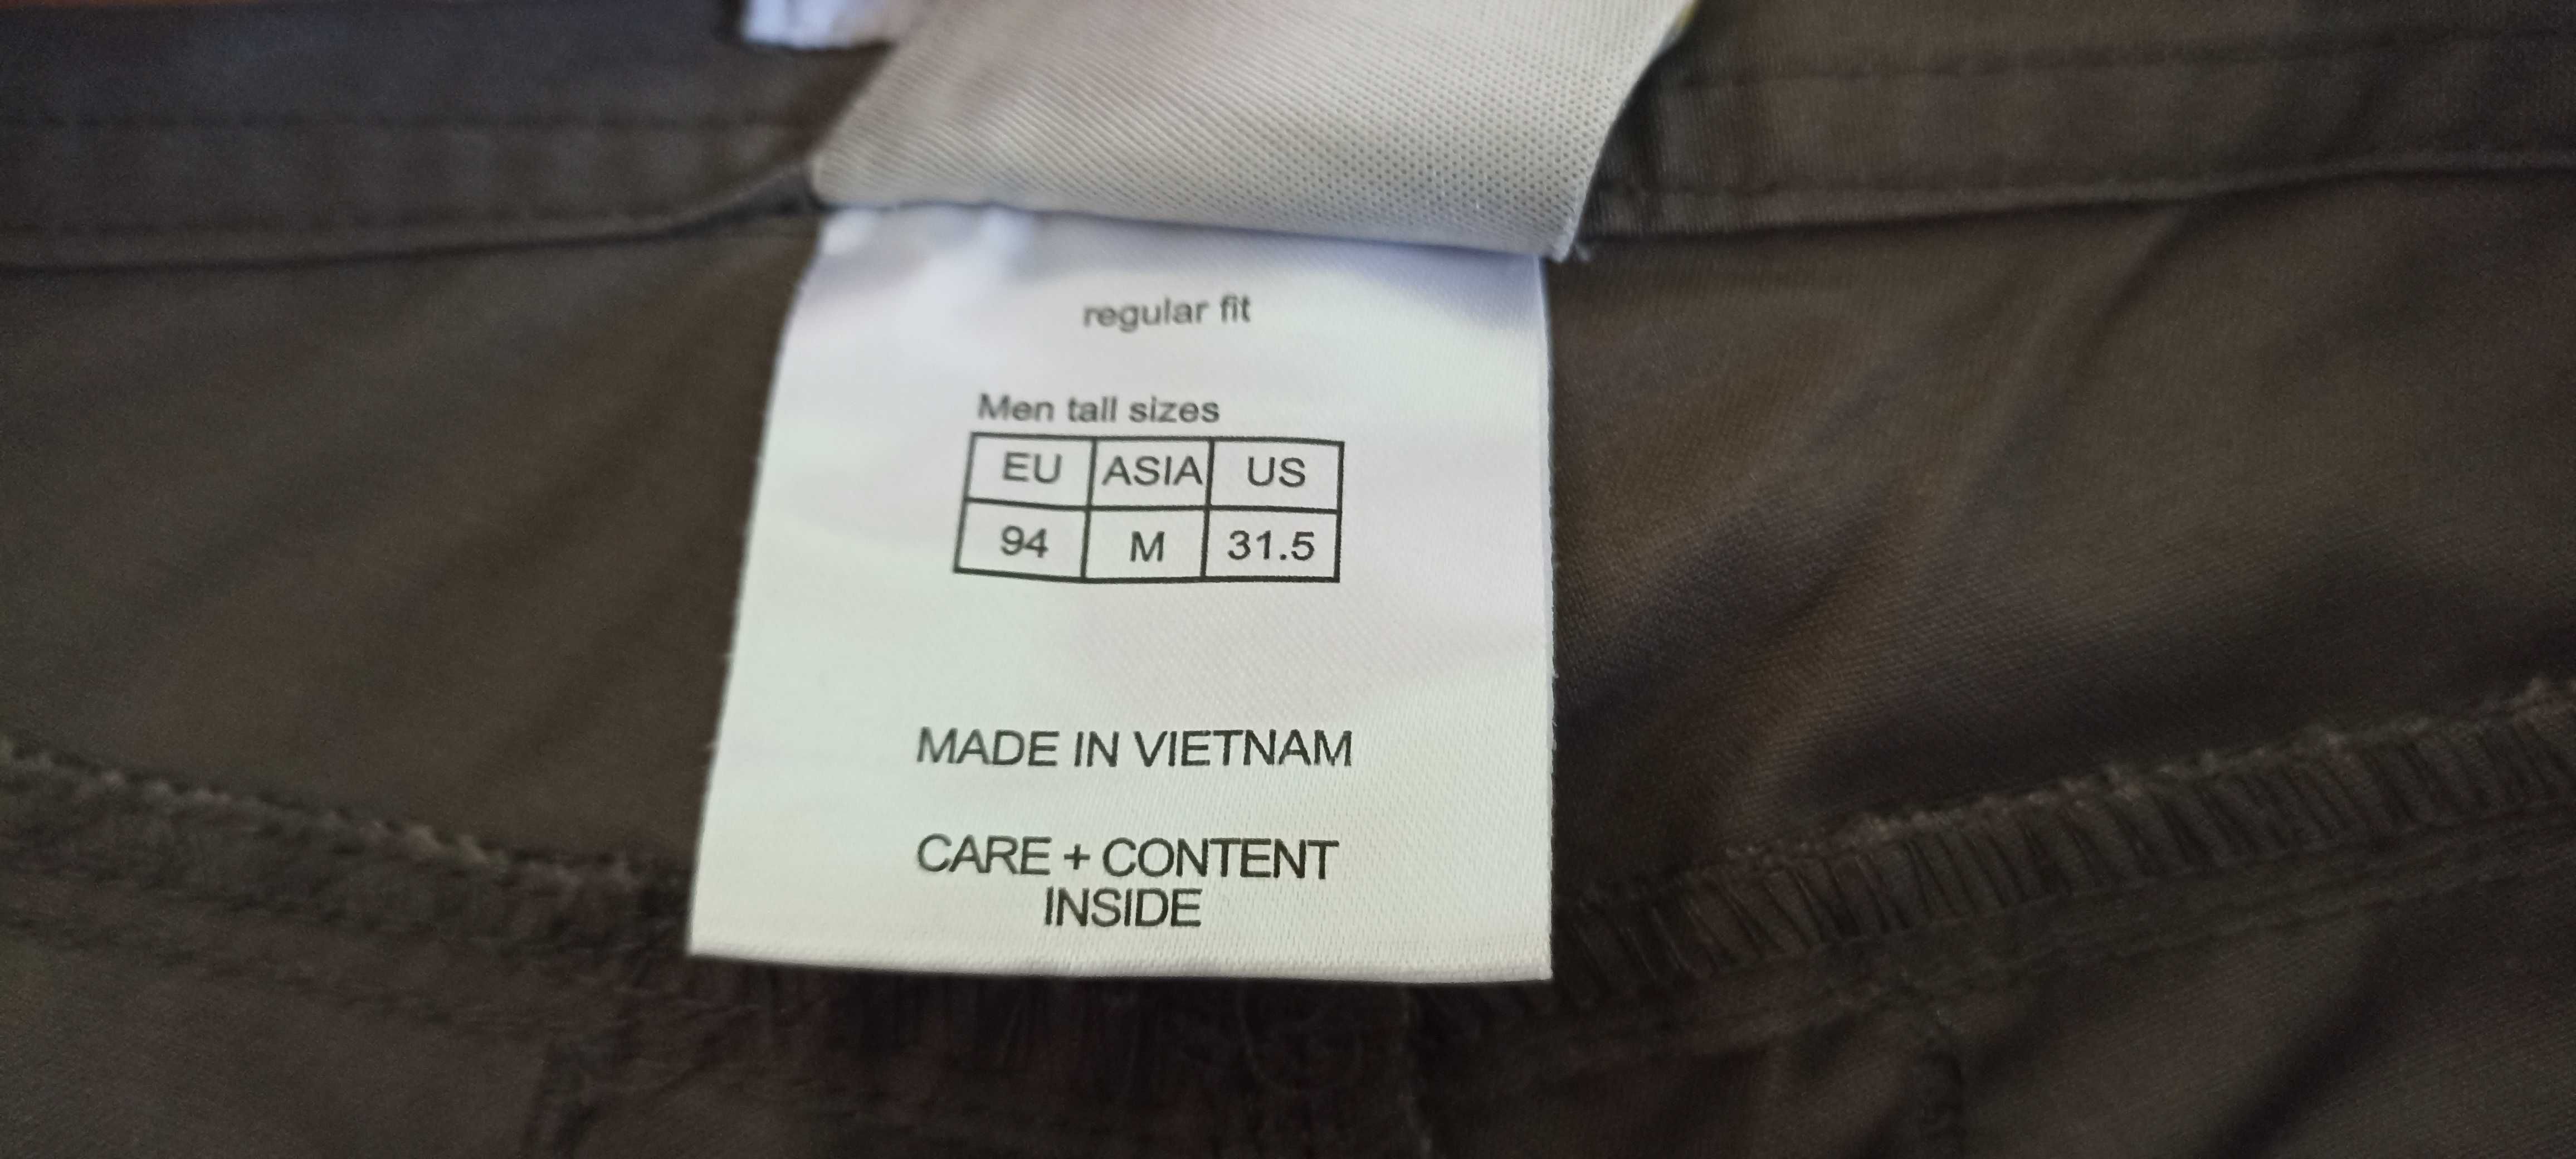 regular fit
Men tall sizes
EU ASIA US
94 M 31.5
MADE IN VIETNAM
CARE + CONTENT
INSIDE